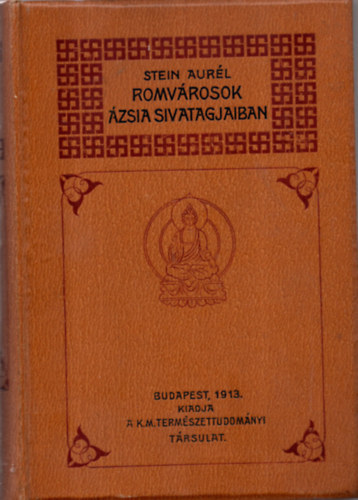 STEIN AURÉL
ROMVÁROSOK
ÁZSIA SIVATAGJAIBAN
BUDAPEST, 1913.
KIADJA
A K.M. TERMÉSZETTUDOMÁNYI
TÁRSULAT.